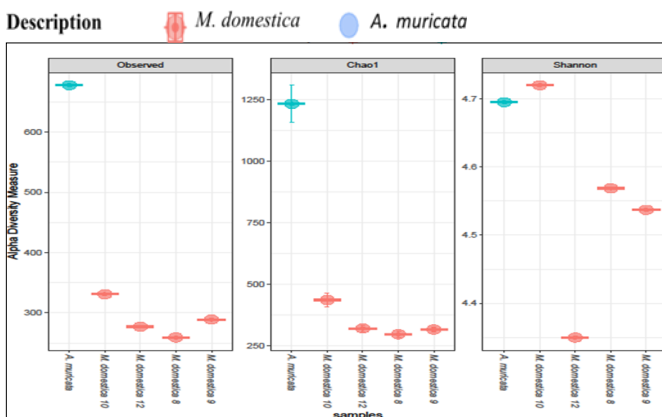 Description M. domestica A. muricata
Observed Chao1 Shannon
Alpha Diversity Measure
600
500
400
300
1250
1000
750
500
250
4.7
4.6
4.5
4.4
A. muricata
M. domestica 10
M. domestica 12
M. domestica 8
M. domestica 9
A. muricata
M. domestica 10
M. domestica 12
M. domestica 8
M. domestica 9
A. muricata
M. domestica 10
M. domestica 12
M. domestica 8
M. domestica 9
samples